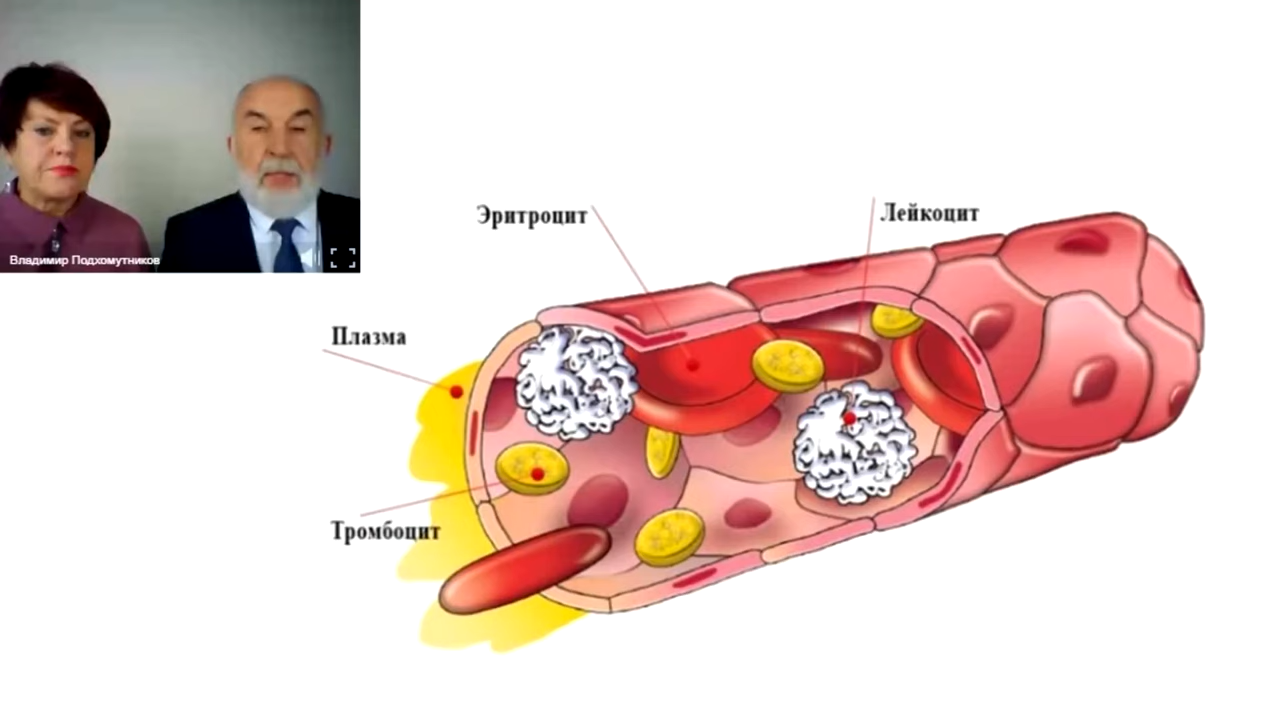 Владимир Подхомутников
Эритроцит
Лейкоцит
Плазма
Тромбоцит